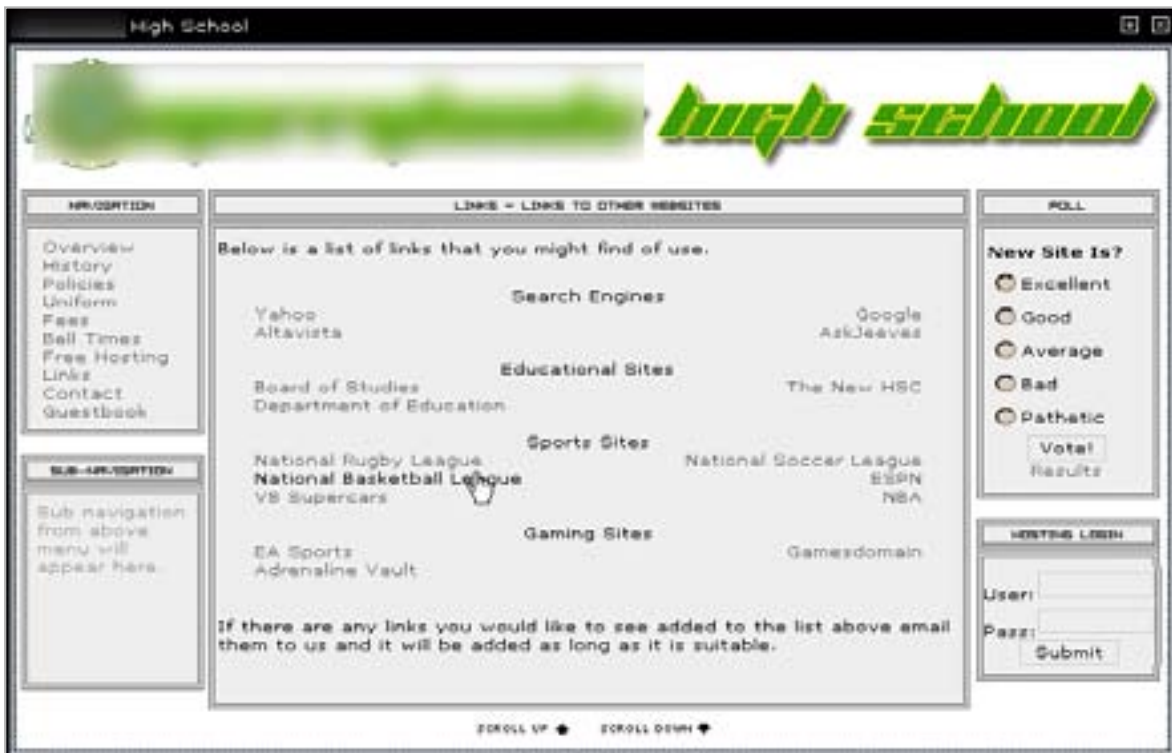 High School
high school
NAVIGATION
Overview
History
Policies
Uniform
Fees
Bell Times
Free Hosting
Links
Contact
Guestbook
SUB-NAVIGATION
Sub navigation
from above
menu will
appear here.
LINKS - LINKS TO OTHER WEBSITES
Below is a list of links that you might find of use.
Search Engines
Yahoo Google
Altavista AskJeeves
Educational Sites
Board of Studies The New HSC
Department of Education
Sports Sites
National Rugby League National Soccer League
National Basketball League ESPN
V8 Supercars NBA
Gaming Sites
EA Sports Gamesdomain
Adrenaline Vault
If there are any links you would like to see added to the list above email
them to us and it will be added as long as it is suitable.
SCROLL UP SCROLL DOWN
POLL
New Site Is?
Excellent
Good
Average
Bad
Pathetic
Vote!
Results
HOSTING LOGIN
User:
Pass:
Submit